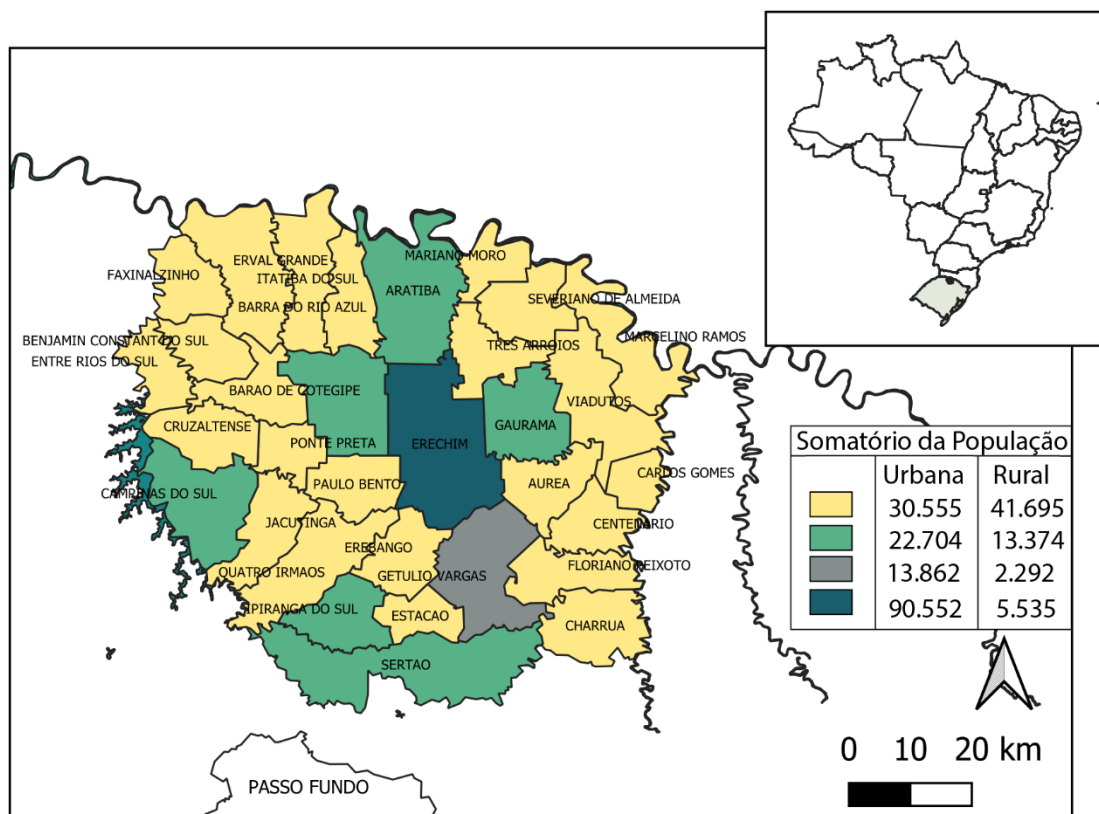 MARIANO MORO
ERVAL GRANDE
FAXINALZINHO
ITATIBA DO SUL
ARATIBA
SEVERIANO DE ALMEIDA
BARRA DO RIO AZUL
MARCELINO RAMOS
BENJAMIN CONSTANT DO SUL
TRES ARROIOS
ENTRE RIOS DO SUL
BARAO DE COTEGIPE
VIADUTOS
CRUZALTENSE
GAURAMA
PONTE PRETA
ERECHIM
CARLOS GOMES
PAULO BENTO
AUREA
CAMPINAS DO SUL
JACUTINGA
CENTENARIO
EREBANGO
FLORIANO PEIXOTO
QUATRO IRMAOS
GETULIO VARGAS
IPIRANGA DO SUL
ESTACAO
CHARRUA
SERTAO
PASSO FUNDO
Somatório da População
Urbana Rural
30.555 41.695
22.704 13.374
13.862 2.292
90.552 5.535
0 10 20 km